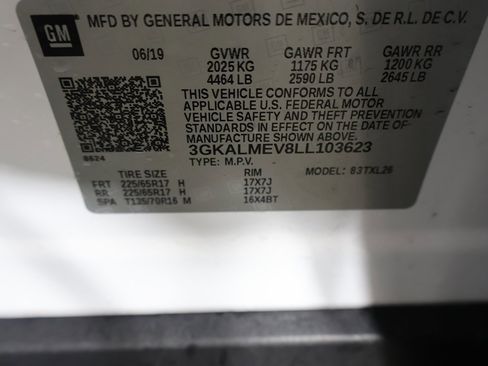 GM
MFD BY GENERAL MOTORS DE MEXICO, S. DE R.L. DE C.V.
06/19 GVWR GAWR FRT GAWR RR
2025 KG 1175 KG 1200 KG
4464 LB 2590 LB 2645 LB
THIS VEHICLE CONFORMS TO ALL
APPLICABLE U.S. FEDERAL MOTOR
VEHICLE SAFETY AND THEFT PREVENTION
STANDARDS IN EFFECT ON THE DATE OF
MANUFACTURE SHOWN ABOVE.
8624 3GKALMEV8LL103623
TYPE: M.P.V. MODEL: 83TXL26
TIRE SIZE RIM
FRT 225/65R17 H 17X7J
RR 225/65R17 H 17X7J
SPA T135/70R16 M 16X4BT